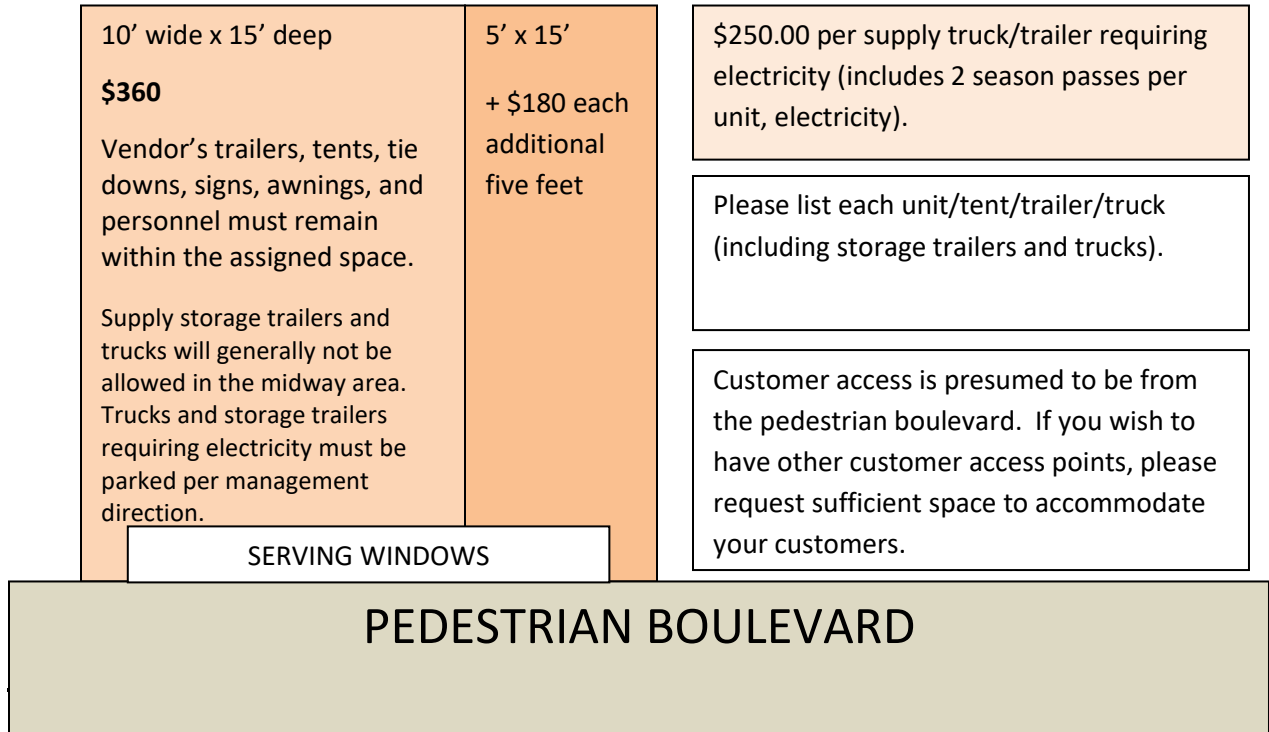 10’ wide x 15’ deep
$360
Vendor’s trailers, tents, tie
downs, signs, awnings, and
personnel must remain
within the assigned space.
Supply storage trailers and
trucks will generally not be
allowed in the midway area.
Trucks and storage trailers
requiring electricity must be
parked per management
direction.
5’ x 15’
+ $180 each
additional
five feet
$250.00 per supply truck/trailer requiring
electricity (includes 2 season passes per
unit, electricity).
Please list each unit/tent/trailer/truck
(including storage trailers and trucks).
Customer access is presumed to be from
the pedestrian boulevard.  If you wish to
have other customer access points, please
request sufficient space to accommodate
your customers.
SERVING WINDOWS
PEDESTRIAN BOULEVARD